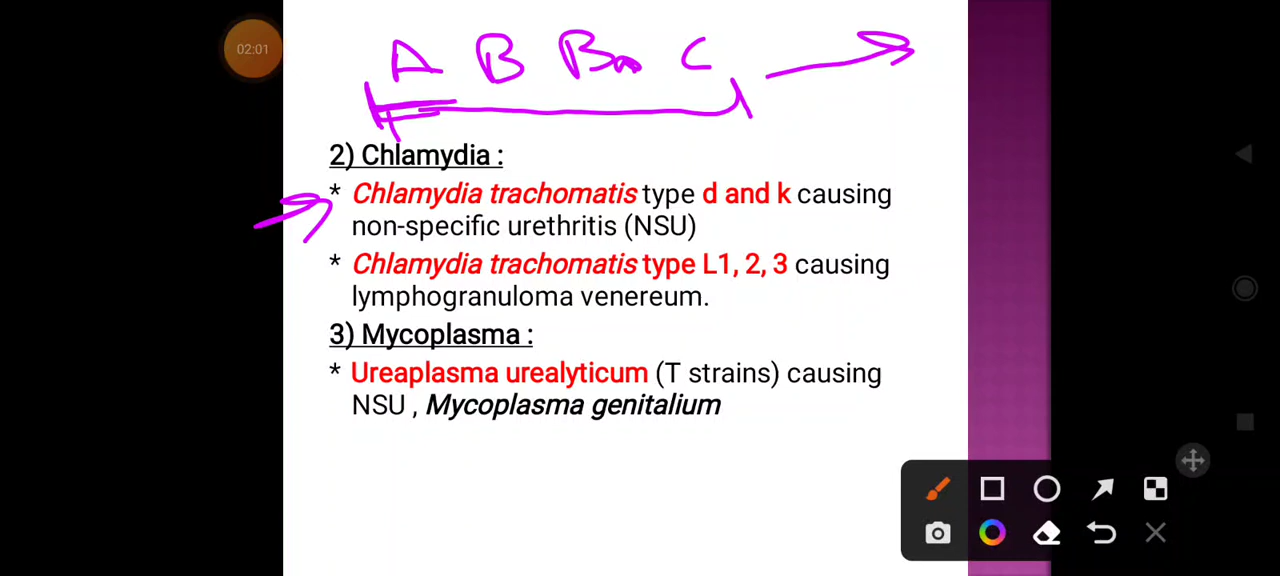 02:01
A B Ba C
2) Chlamydia :
* Chlamydia trachomatis type d and k causing
non-specific urethritis (NSU)
* Chlamydia trachomatis type L1, 2, 3 causing
lymphogranuloma venereum.
3) Mycoplasma :
* Ureaplasma urealyticum (T strains) causing
NSU , Mycoplasma genitalium